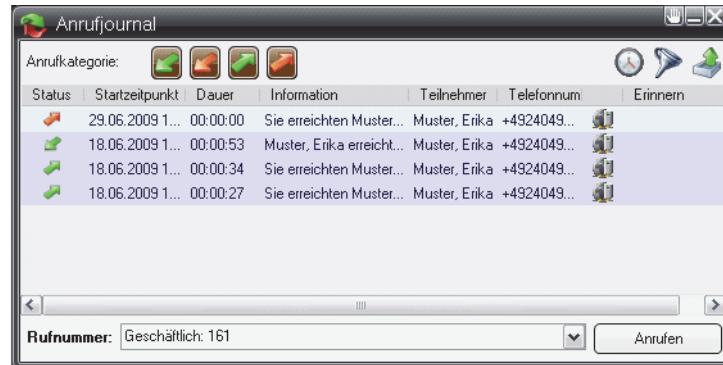 Anrufjournal
Anrufkategorie:
Status Startzeitpunkt Dauer Information Teilnehmer Telefonnum Erinnern
29.06.2009 1... 00:00:00 Sie erreichten Muster... Muster, Erika +4924049...
18.06.2009 1... 00:00:53 Muster, Erika erreicht... Muster, Erika +4924049...
18.06.2009 1... 00:00:34 Sie erreichten Muster... Muster, Erika +4924049...
18.06.2009 1... 00:00:27 Sie erreichten Muster... Muster, Erika +4924049...
Rufnummer: Geschäftlich: 161 Anrufen